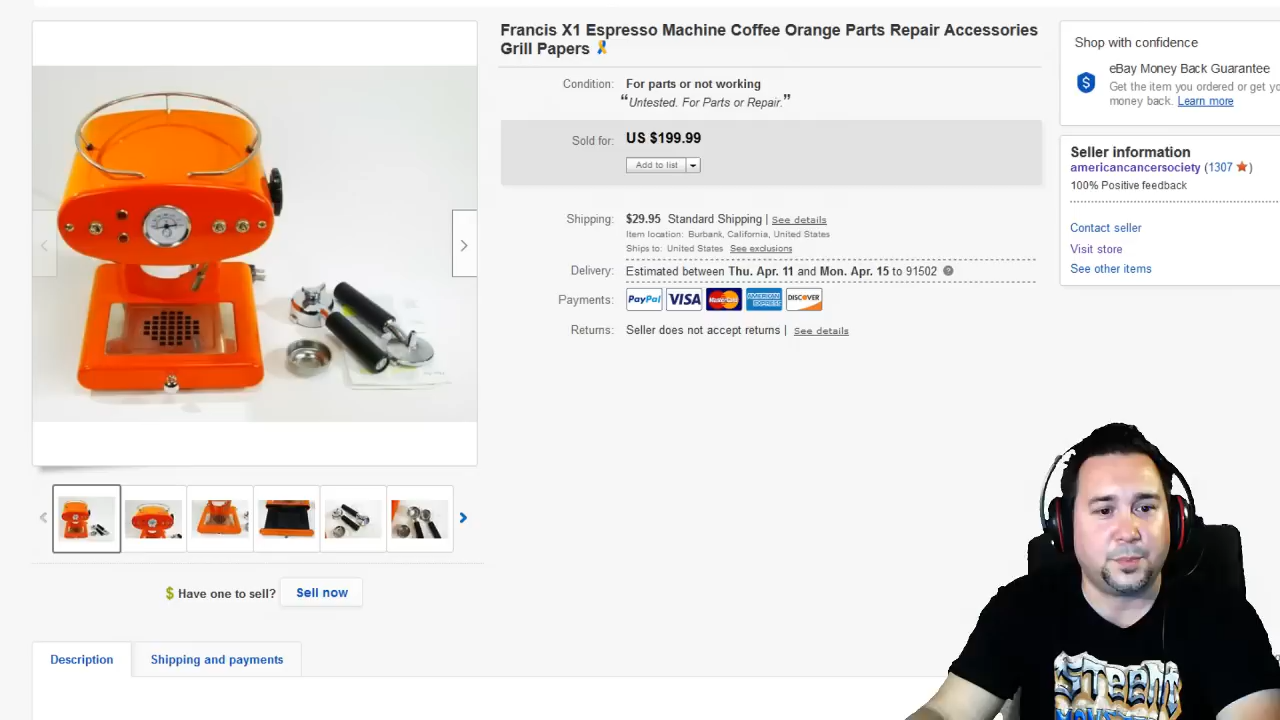 Francis X1 Espresso Machine Coffee Orange Parts Repair Accessories
Grill Papers
Condition: For parts or not working
“Untested. For Parts or Repair.”
Sold for: US $199.99
Add to list
Shipping: $29.95 Standard Shipping | See details
Item location: Burbank, California, United States
Ships to: United States See exclusions
Delivery: Estimated between Thu. Apr. 11 and Mon. Apr. 15 to 91502
Payments: PayPal VISA MasterCard AMERICAN EXPRESS DISCOVER
Returns: Seller does not accept returns | See details
Shop with confidence
eBay Money Back Guarantee
Get the item you ordered or get yo
money back. Learn more
Seller information
americancancersociety (1307)
100% Positive feedback
Contact seller
Visit store
See other items
$ Have one to sell? Sell now
Description
Shipping and payments